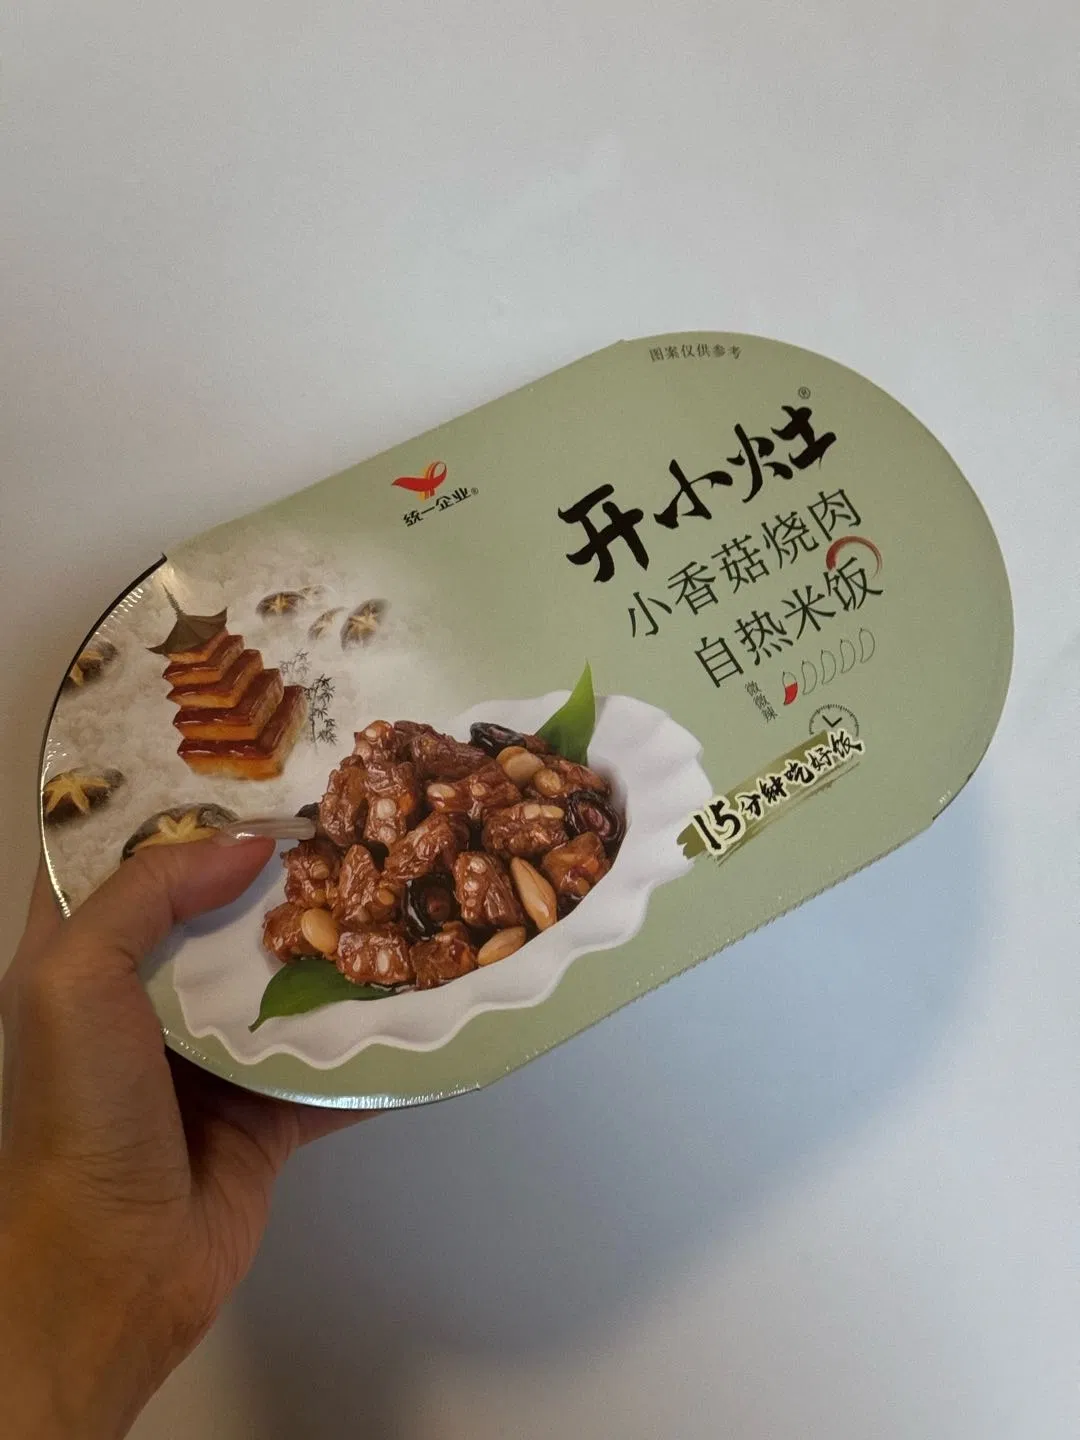 图案仅供参考
统一企业®
开小灶®
小香菇烧肉
自热米饭
微微辣
15分钟吃好饭